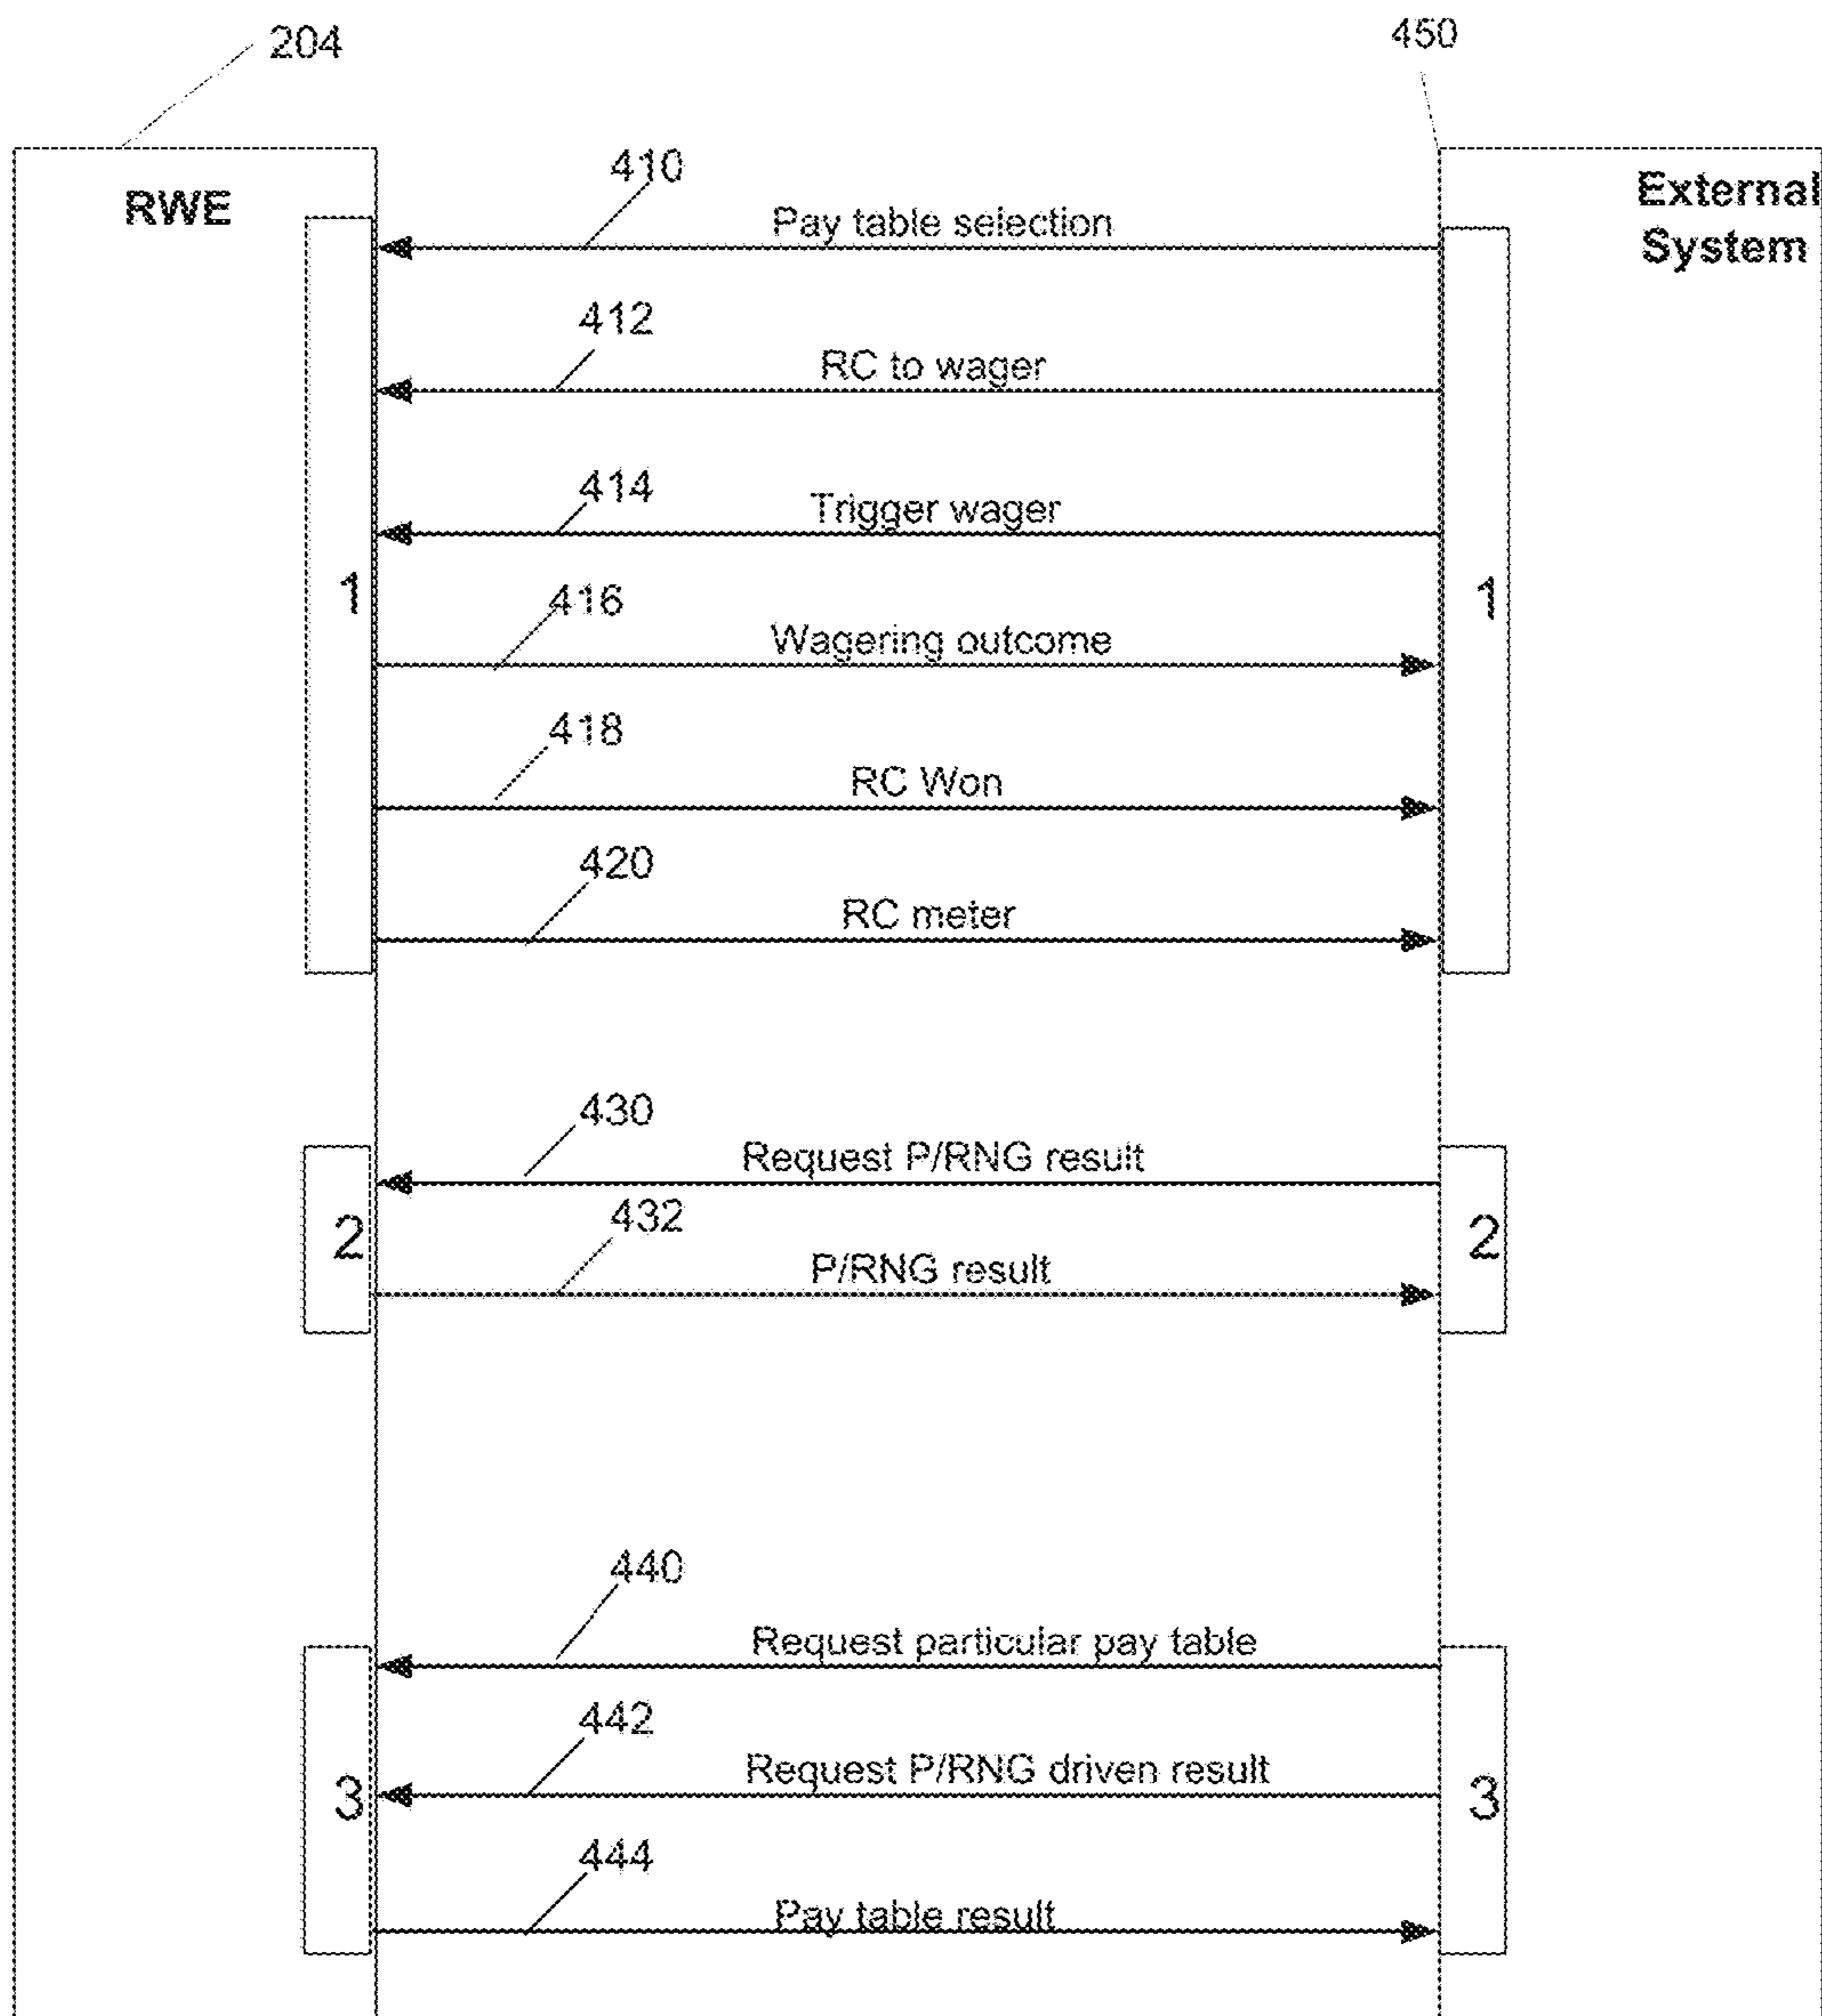 204
450
RWE
External
System
410
Pay table selection
412
RC to wager
414
Trigger wager
1
1
416
Wagering outcome
418
RC Won
420
RC meter
430
Request P/RNG result
2
2
432
P/RNG result
440
Request particular pay table
442
Request P/RNG driven result
3
3
444
Pay table result